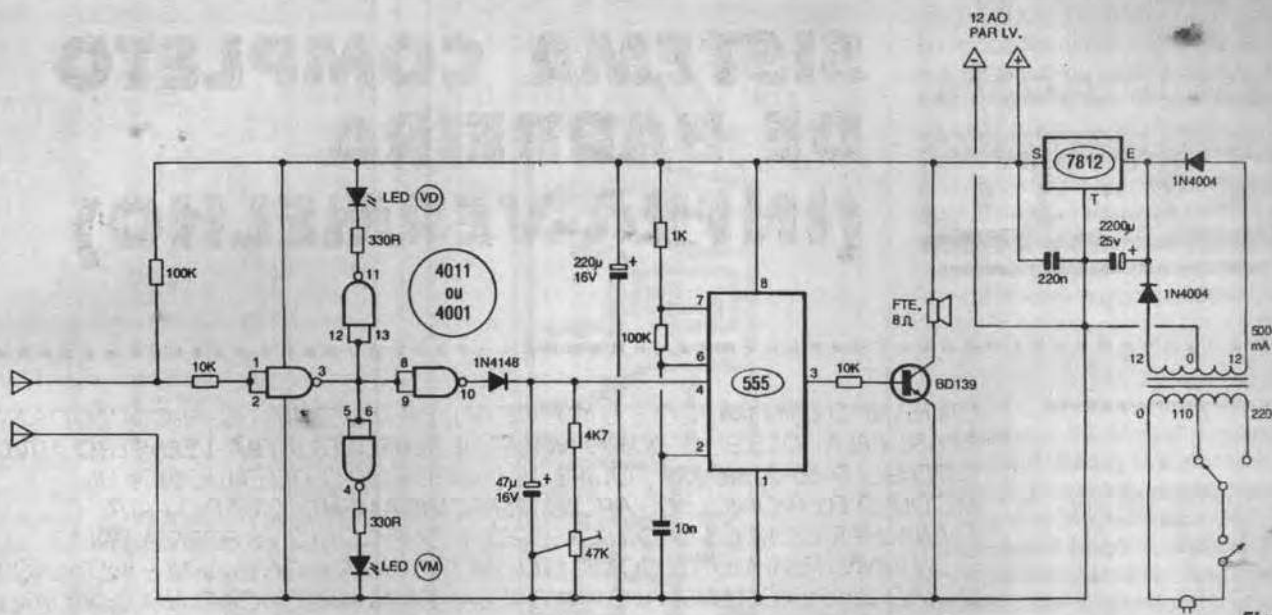 12 AO
PAR LV.
S
7812
E
T
1N4004
2200µ
25v
+
220n
1N4004
500
mA
12
0
12
0
110
220
LED
VD
330R
100K
11
12
13
4011
ou
4001
10K
1
2
3
8
9
10
1N4148
5
6
4
330R
LED
VM
220µ
16V
+
1K
100K
7
8
6
4
2
555
3
1
10K
BD139
FTE.
8Ω
4K7
47µ
16V
+
47K
10n